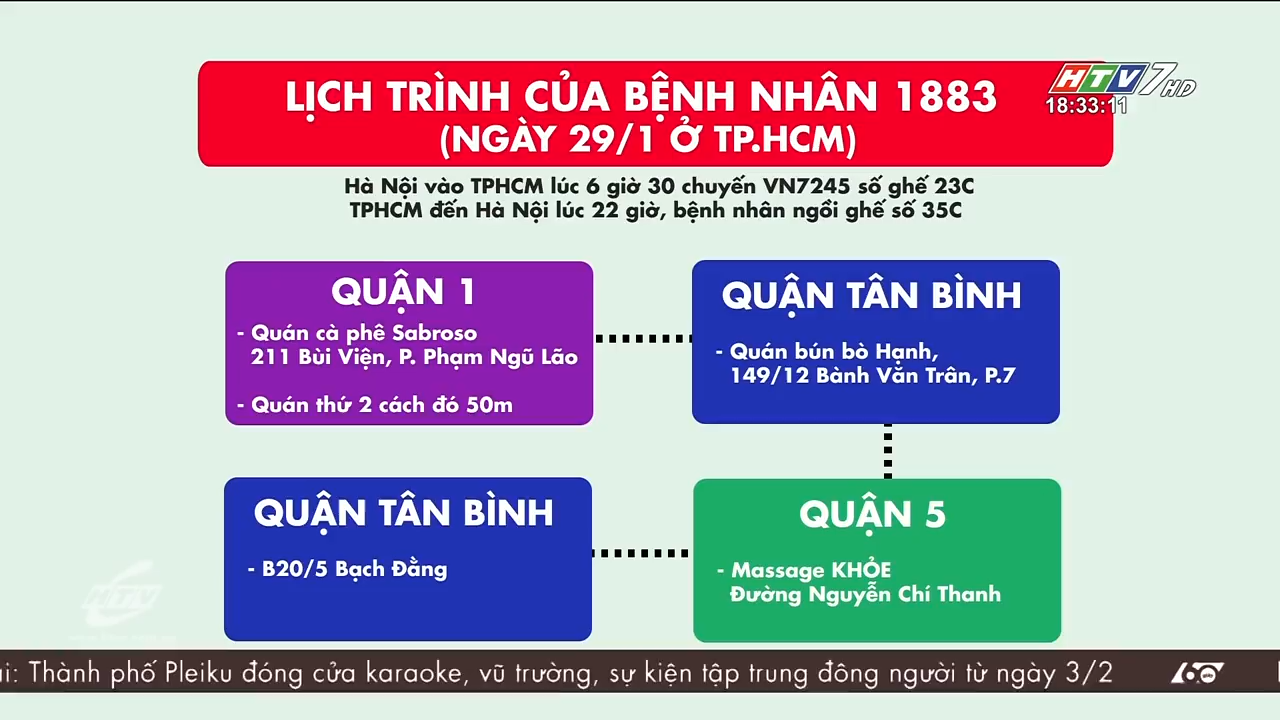 LỊCH TRÌNH CỦA BỆNH NHÂN 1883
(NGÀY 29/1 Ở TP.HCM)
HTV7 HD
18:33:11
Hà Nội vào TPHCM lúc 6 giờ 30 chuyến VN7245 số ghế 23C
TPHCM đến Hà Nội lúc 22 giờ, bệnh nhân ngồi ghế số 35C
QUẬN 1
- Quán cà phê Sabroso
211 Bùi Viện, P. Phạm Ngũ Lão
- Quán thứ 2 cách đó 50m
QUẬN TÂN BÌNH
- Quán bún bò Hạnh,
149/12 Bành Văn Trân, P.7
QUẬN TÂN BÌNH
- B20/5 Bạch Đằng
QUẬN 5
- Massage KHỎE
Đường Nguyễn Chí Thanh
HTV
ai: Thành phố Pleiku đóng cửa karaoke, vũ trường, sự kiện tập trung đông người từ ngày 3/2
60 giây